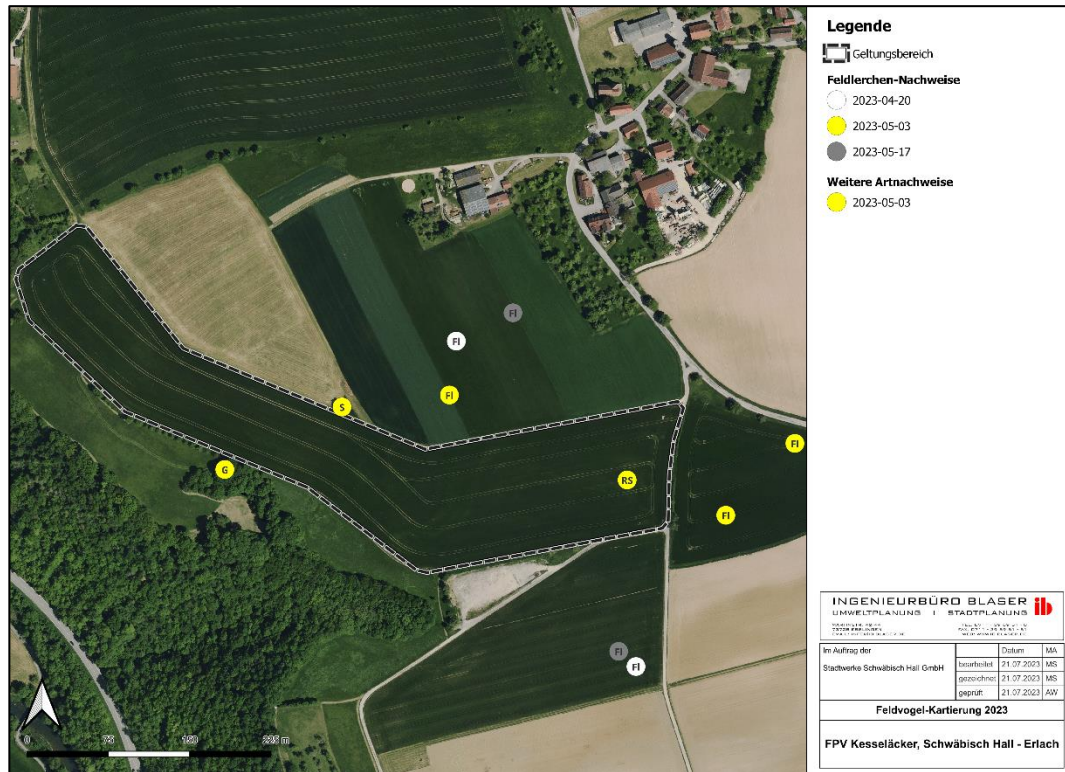 Legende
Geltungsbereich
Feldlerchen-Nachweise
2023-04-20
2023-05-03
2023-05-17
Weitere Artnachweise
2023-05-03
Fl
Fl
Fl
S
Fl
G
RS
Fl
Fl
Fl
0 75 150 225 m
INGENIEURBÜRO BLASER ib
UMWELTPLANUNG I STADTPLANUNG
Im Auftrag der
Stadtwerke Schwäbisch Hall GmbH
Datum MA
bearbeitet 21.07.2023 MS
gezeichnet 21.07.2023 MS
geprüft 21.07.2023 AW
Feldvogel-Kartierung 2023
FPV Kesseläcker, Schwäbisch Hall - Erlach